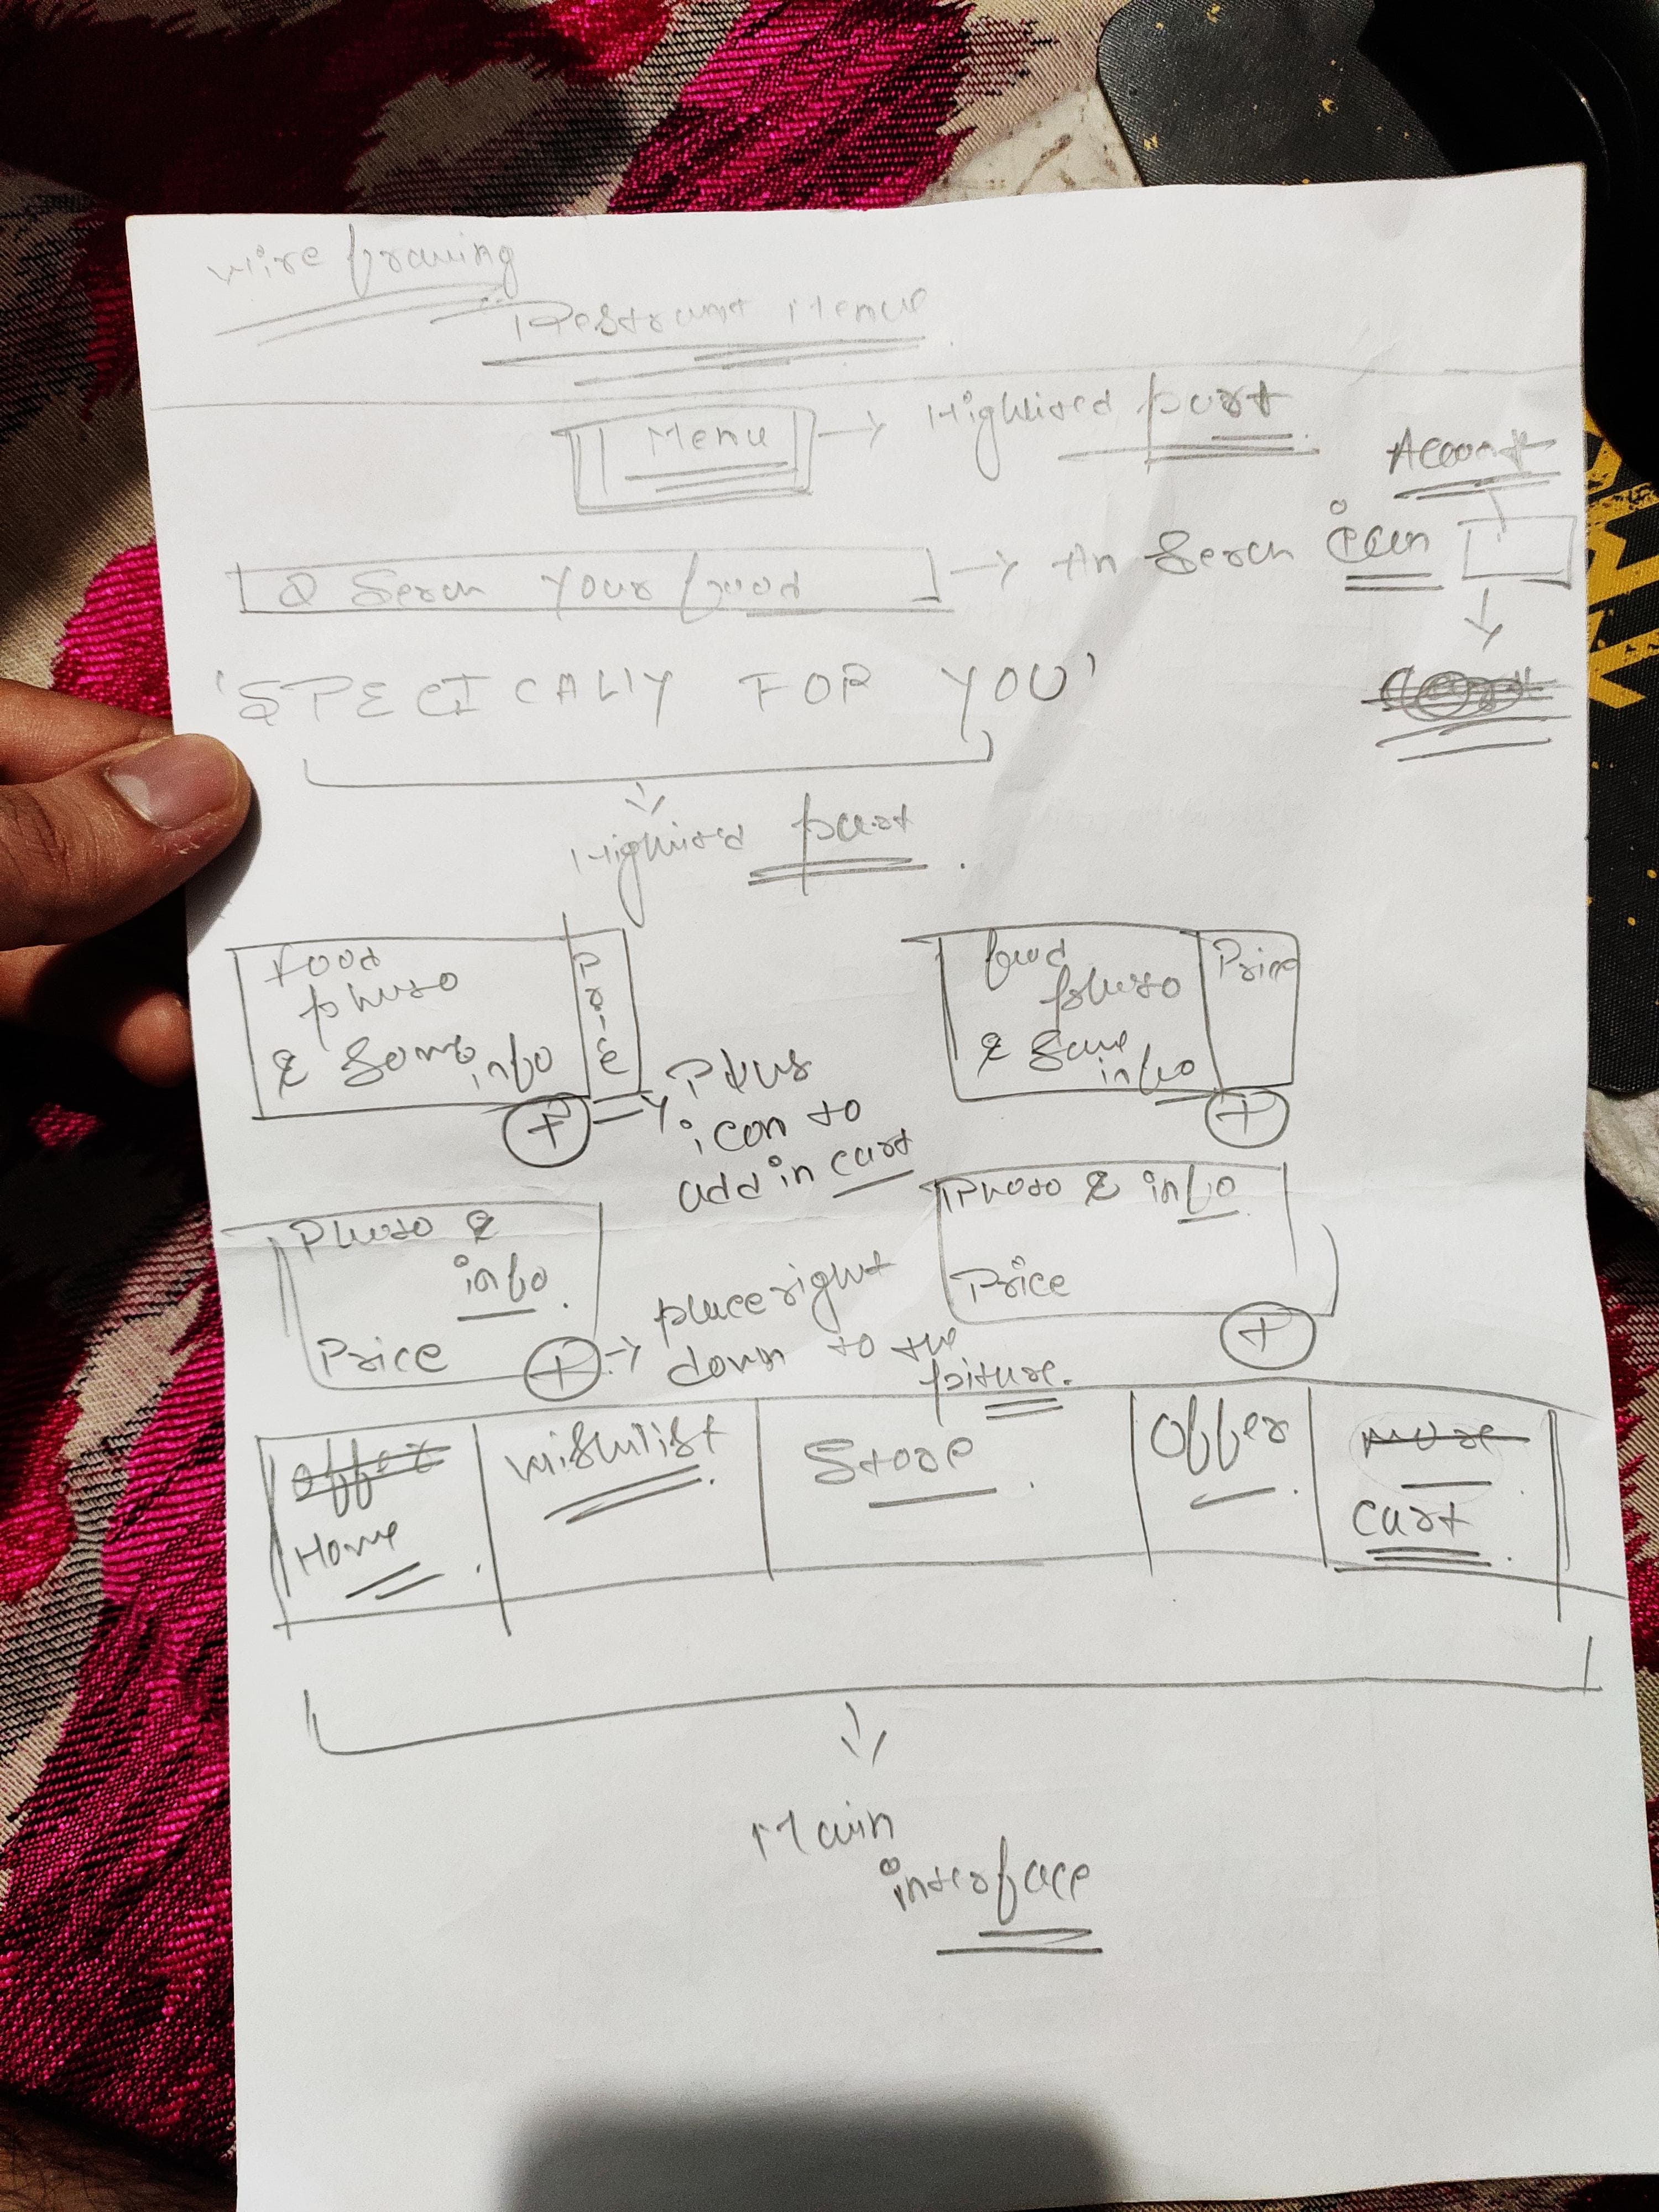 Wire framing
Restraunt Menue
Menu → Highlited part
Account
Q Serch your food → An Serch icon
'SPECICALLY FOR YOU'
Highlited part
Food photo & Some info
Price
food photo & Some info
Price
+ ⇒ Plus icon to add in cart
+
Photo & info
Price
Photo & info
Price
+ → place right down to the picture.
+
offer
Home
wishlist
Store
offer
more
cart
Main
interface